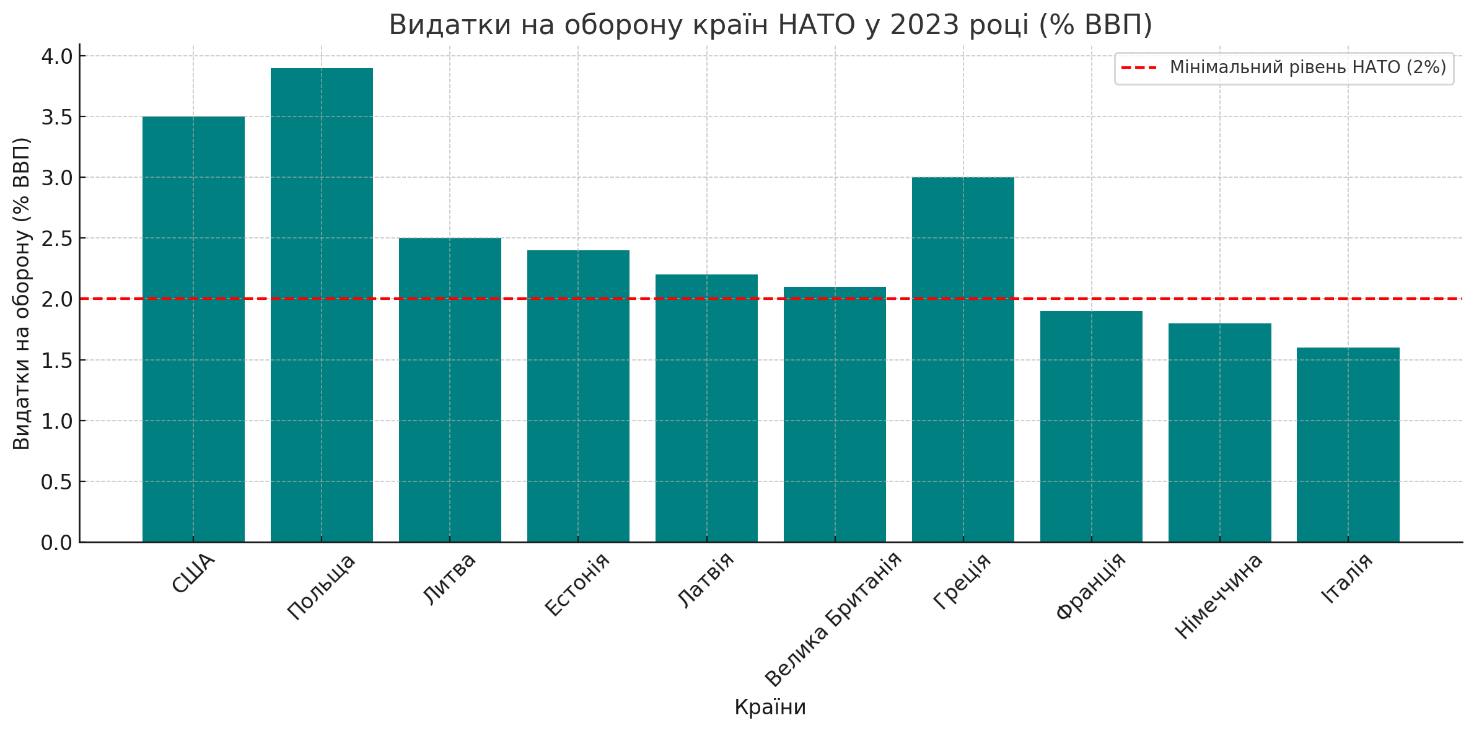 Видатки на оборону країн НАТО у 2023 році (% ВВП)
Мінімальний рівень НАТО (2%)
Видатки на оборону (% ВВП)
4.0
3.5
3.0
2.5
2.0
1.5
1.0
0.5
0.0
США
Польща
Литва
Естонія
Латвія
Велика Британія
Греція
Франція
Німеччина
Італія
Країни